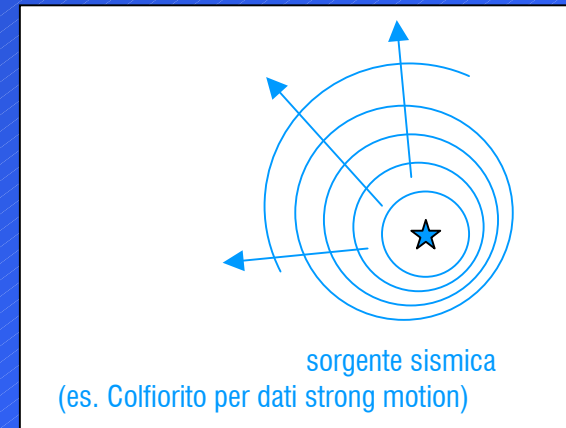 sorgente sismica
(es. Colfiorito per dati strong motion)